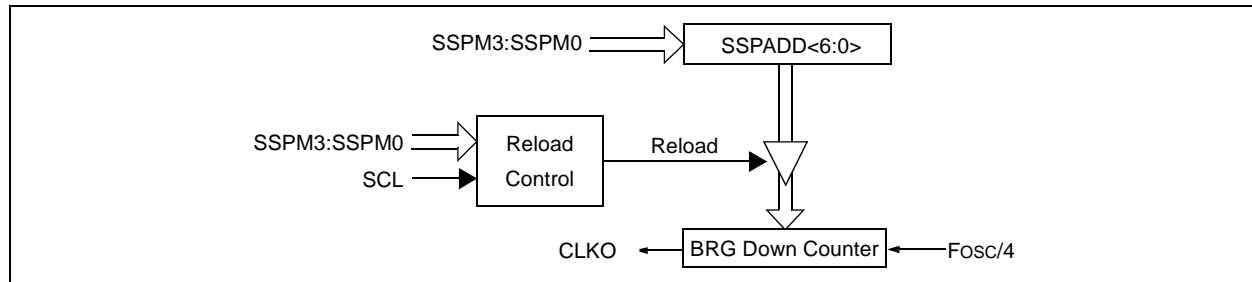 SSPM3:SSPM0 SSPADD<6:0>
SSPM3:SSPM0 Reload Reload
SCL Control
CLKO BRG Down Counter FOSC/4